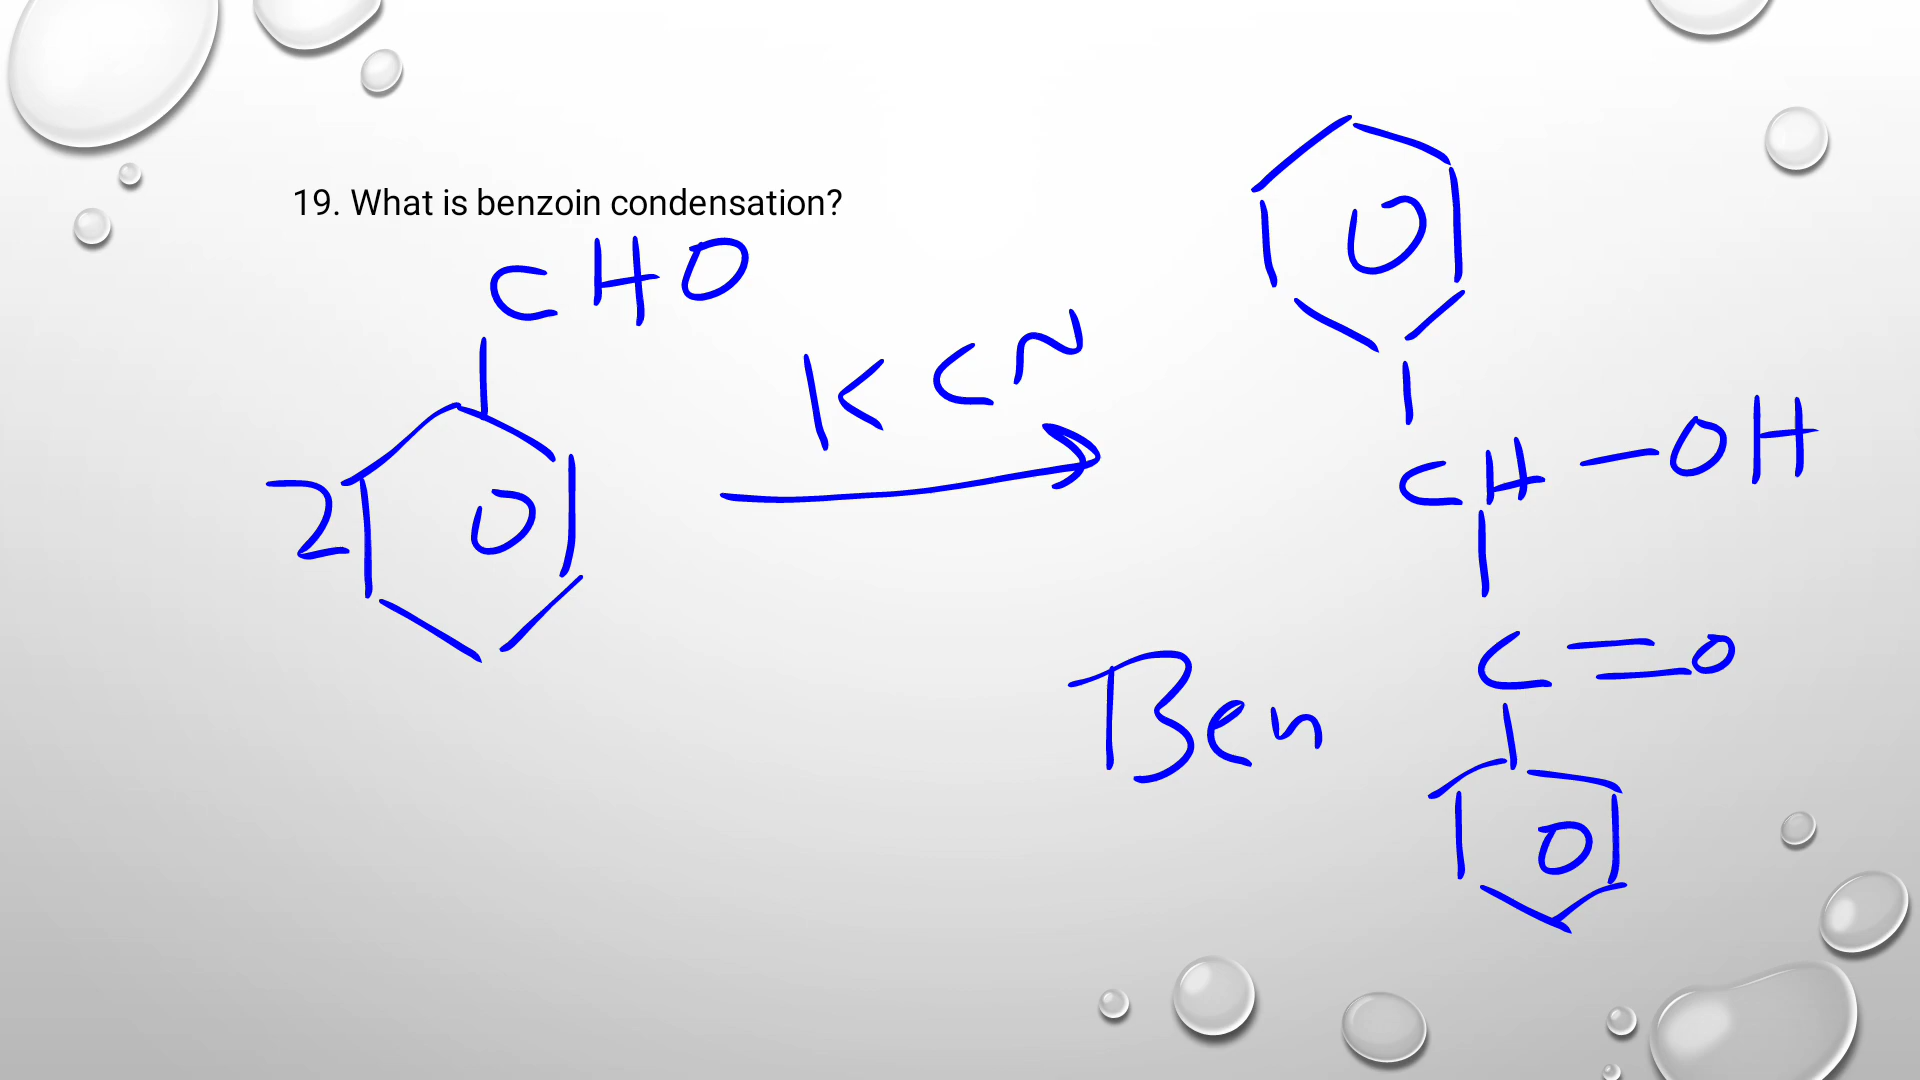 19. What is benzoin condensation?
CHO
2
KCN
CH - OH
C = O
Ben